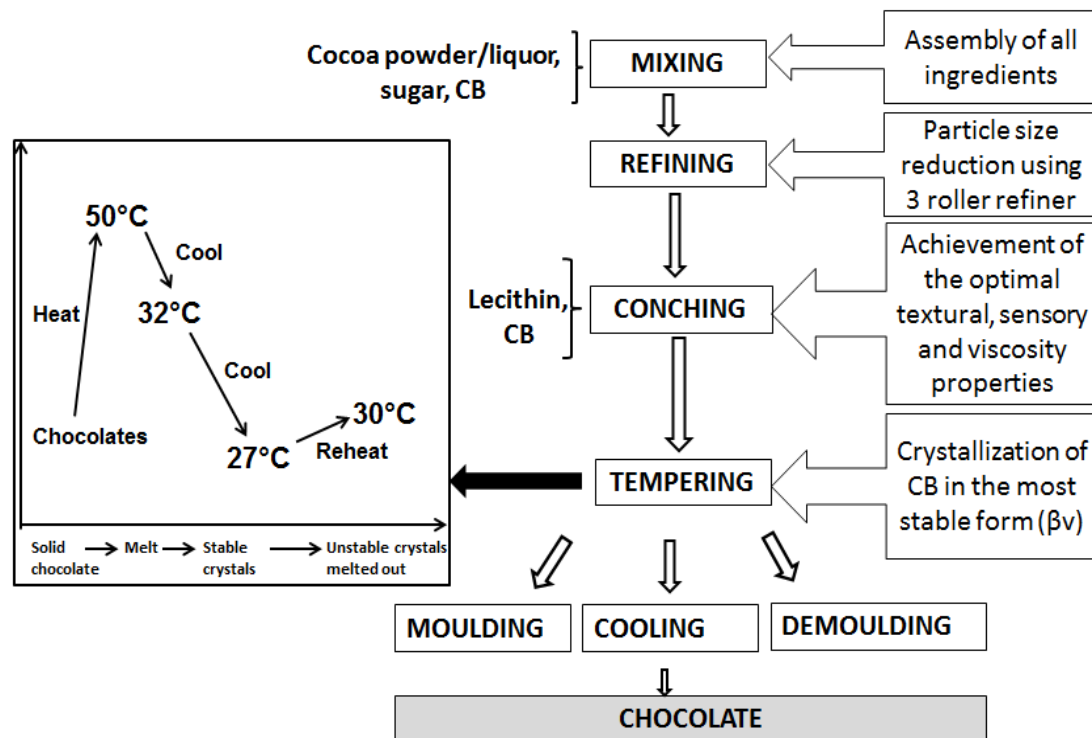 Cocoa powder/liquor,
sugar, CB
MIXING
Assembly of all
ingredients
REFINING
Particle size
reduction using
3 roller refiner
Lecithin,
CB
CONCHING
Achievement of
the optimal
textural, sensory
and viscosity
properties
TEMPERING
Crystallization of
CB in the most
stable form (βv)
50°C
Cool
Heat
32°C
Cool
Chocolates
27°C
30°C
Reheat
Solid
chocolate
Melt
Stable
crystals
Unstable crystals
melted out
MOULDING
COOLING
DEMOULDING
CHOCOLATE